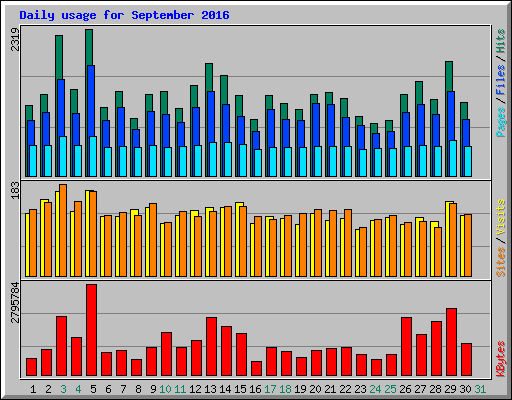 Daily usage for September 2016
2319
Pages / Files / Hits
183
Sites / Visits
2795784
KBytes
1 2 3 4 5 6 7 8 9 10 11 12 13 14 15 16 17 18 19 20 21 22 23 24 25 26 27 28 29 30 31